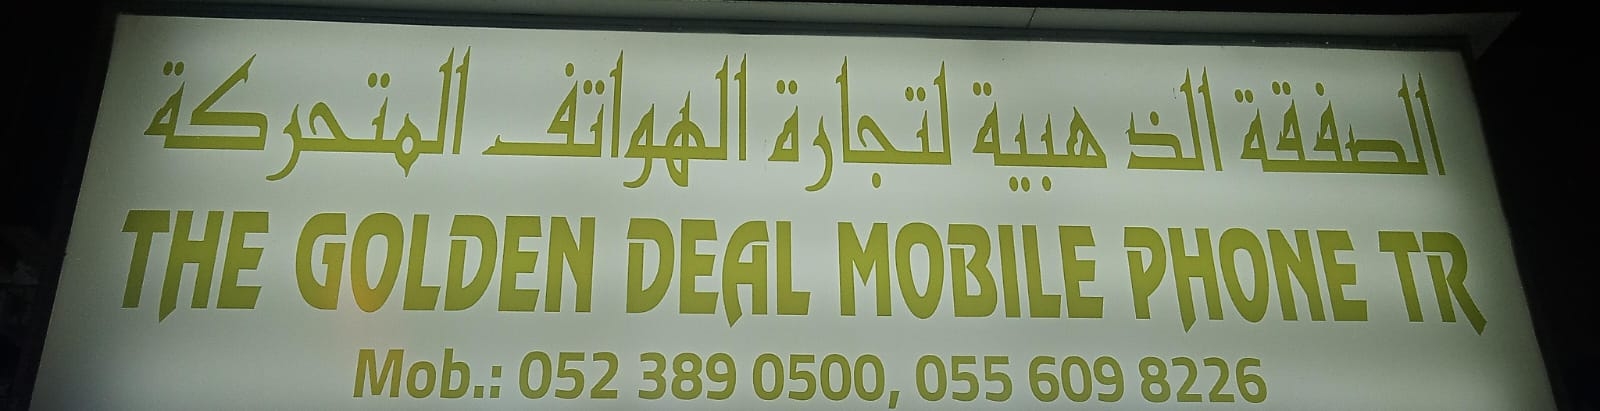 الصفقة الذهبية لتجارة الهواتف المتحركة
THE GOLDEN DEAL MOBILE PHONE TR
Mob.: 052 389 0500, 055 609 8226